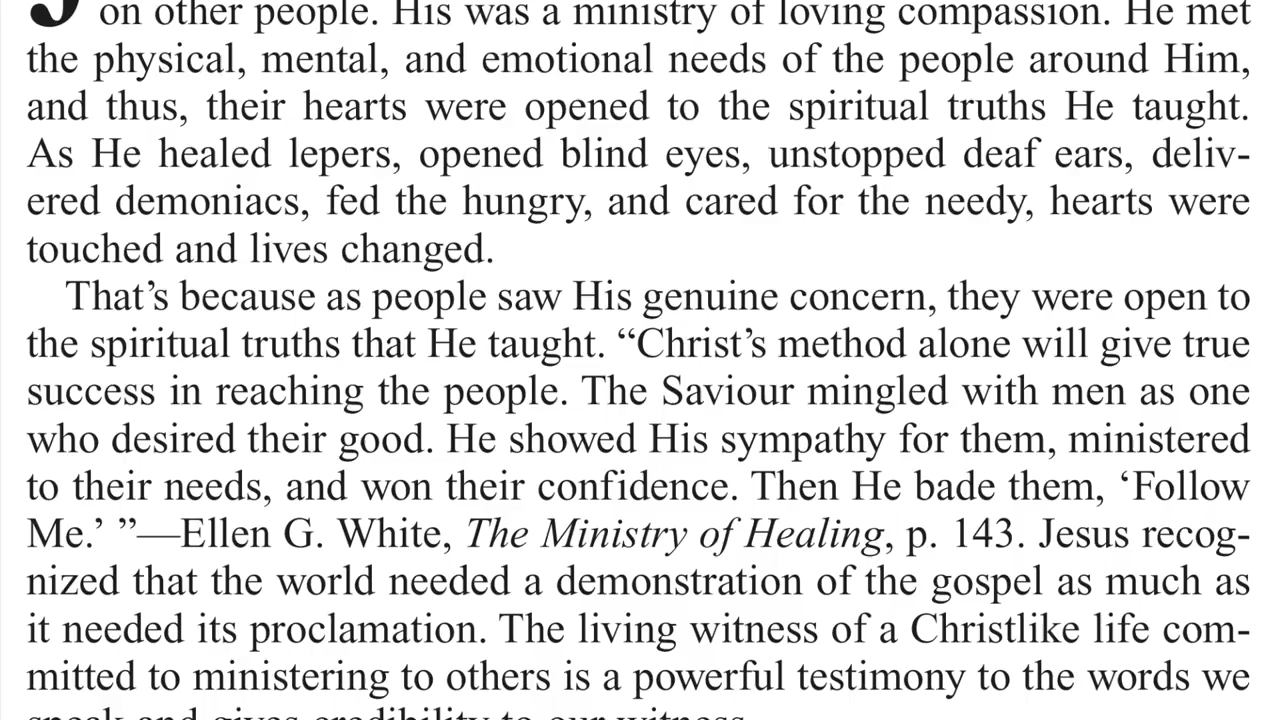 on other people. His was a ministry of loving compassion. He met
the physical, mental, and emotional needs of the people around Him,
and thus, their hearts were opened to the spiritual truths He taught.
As He healed lepers, opened blind eyes, unstopped deaf ears, deliv-
ered demoniacs, fed the hungry, and cared for the needy, hearts were
touched and lives changed.
That’s because as people saw His genuine concern, they were open to
the spiritual truths that He taught. “Christ’s method alone will give true
success in reaching the people. The Saviour mingled with men as one
who desired their good. He showed His sympathy for them, ministered
to their needs, and won their confidence. Then He bade them, ‘Follow
Me.’ ”—Ellen G. White, The Ministry of Healing, p. 143. Jesus recog-
nized that the world needed a demonstration of the gospel as much as
it needed its proclamation. The living witness of a Christlike life com-
mitted to ministering to others is a powerful testimony to the words we
speak and gives credibility to our witness.